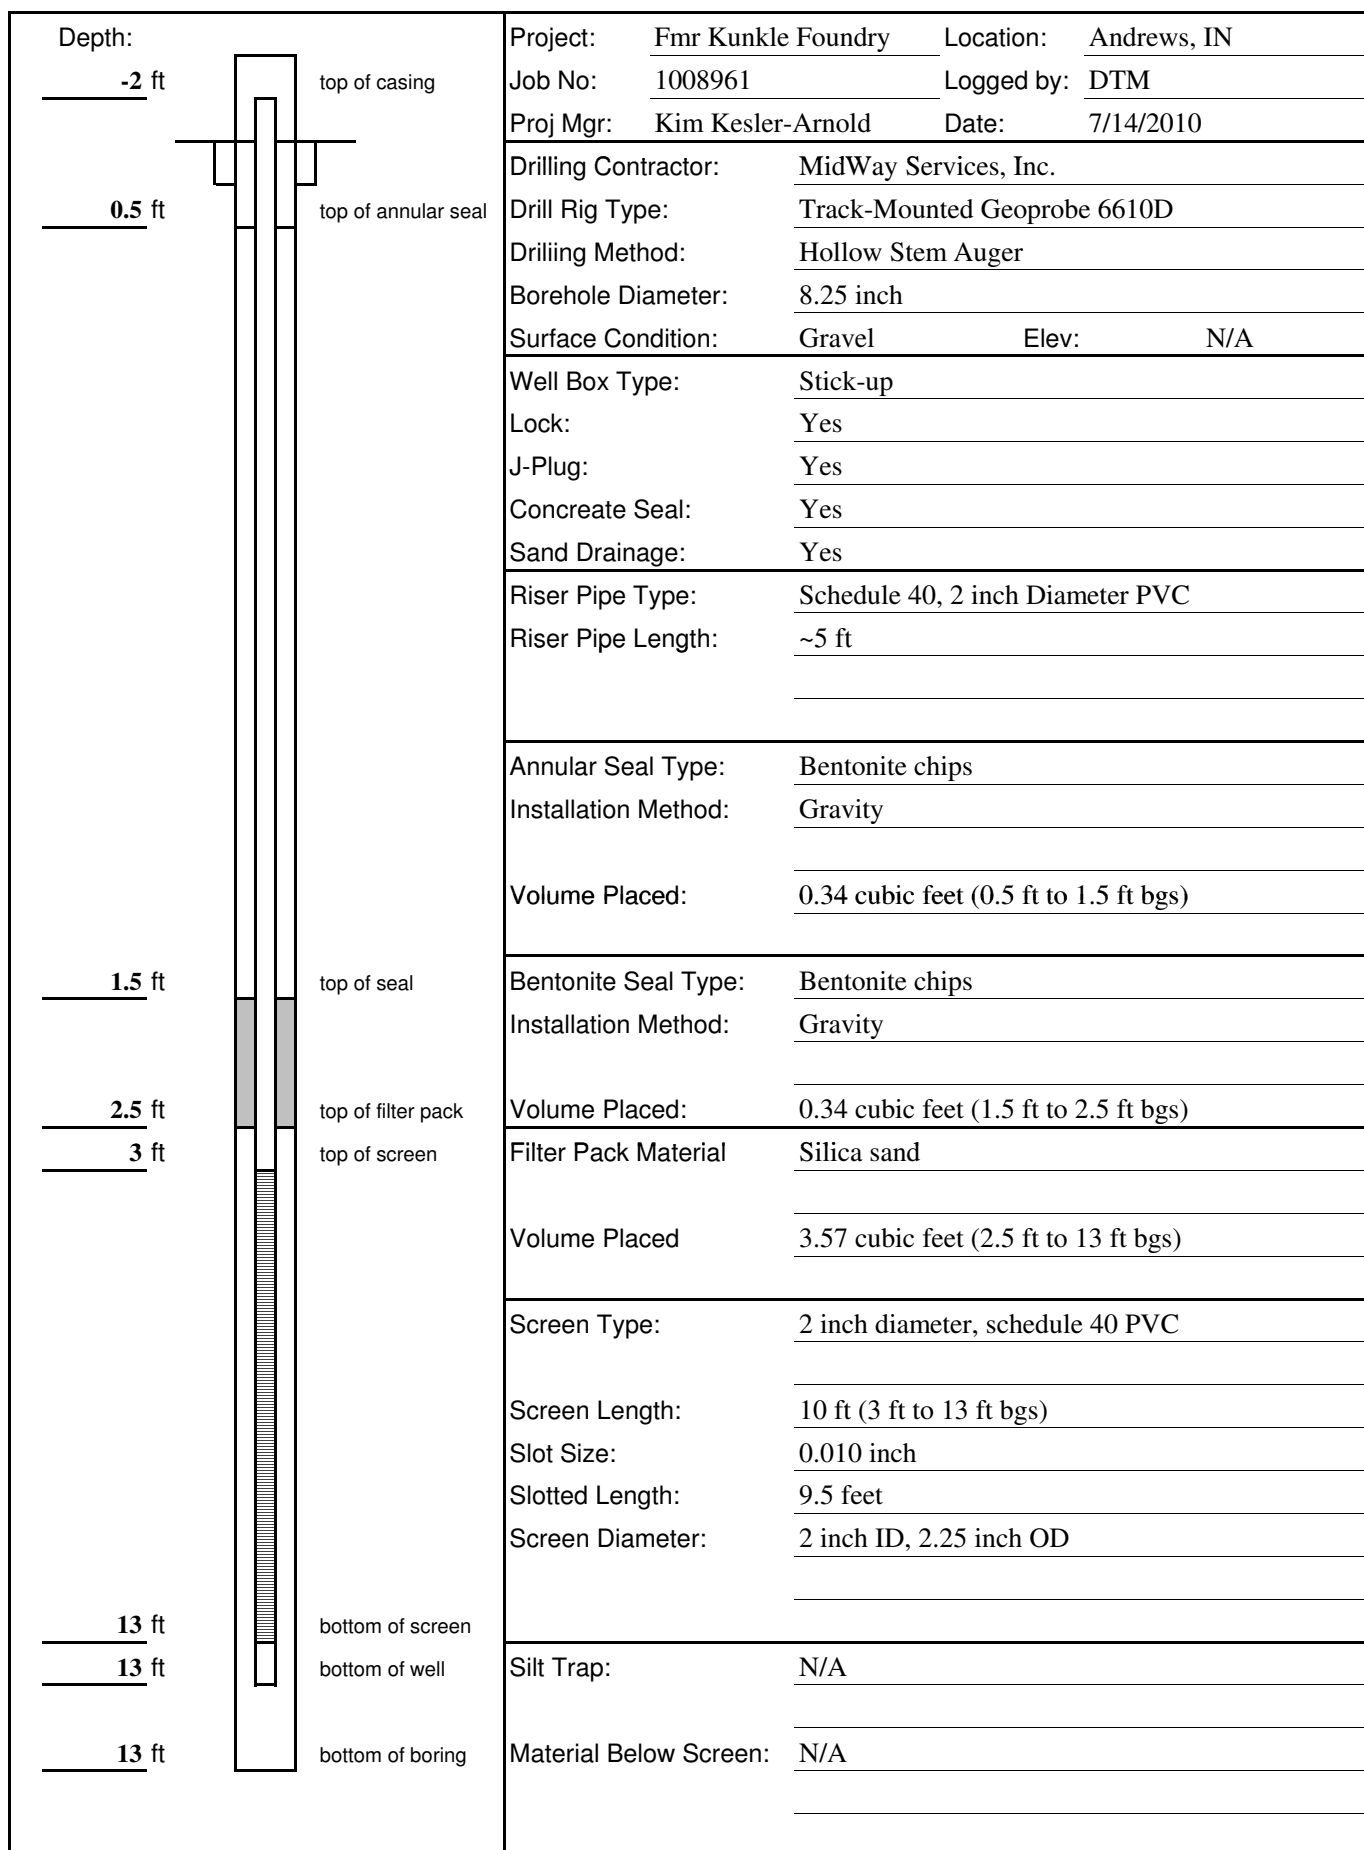 Depth:
Project: Fmr Kunkle Foundry Location: Andrews, IN
-2 ft top of casing
Job No: 1008961 Logged by: DTM
Proj Mgr: Kim Kesler-Arnold Date: 7/14/2010
Drilling Contractor: MidWay Services, Inc.
0.5 ft top of annular seal
Drill Rig Type: Track-Mounted Geoprobe 6610D
Driliing Method: Hollow Stem Auger
Borehole Diameter: 8.25 inch
Surface Condition: Gravel Elev: N/A
Well Box Type: Stick-up
Lock: Yes
J-Plug: Yes
Concreate Seal: Yes
Sand Drainage: Yes
Riser Pipe Type: Schedule 40, 2 inch Diameter PVC
Riser Pipe Length: ~5 ft
Annular Seal Type: Bentonite chips
Installation Method: Gravity
Volume Placed: 0.34 cubic feet (0.5 ft to 1.5 ft bgs)
1.5 ft top of seal
Bentonite Seal Type: Bentonite chips
Installation Method: Gravity
2.5 ft top of filter pack
Volume Placed: 0.34 cubic feet (1.5 ft to 2.5 ft bgs)
3 ft top of screen
Filter Pack Material Silica sand
Volume Placed 3.57 cubic feet (2.5 ft to 13 ft bgs)
Screen Type: 2 inch diameter, schedule 40 PVC
Screen Length: 10 ft (3 ft to 13 ft bgs)
Slot Size: 0.010 inch
Slotted Length: 9.5 feet
Screen Diameter: 2 inch ID, 2.25 inch OD
13 ft bottom of screen
13 ft bottom of well
Silt Trap: N/A
13 ft bottom of boring
Material Below Screen: N/A